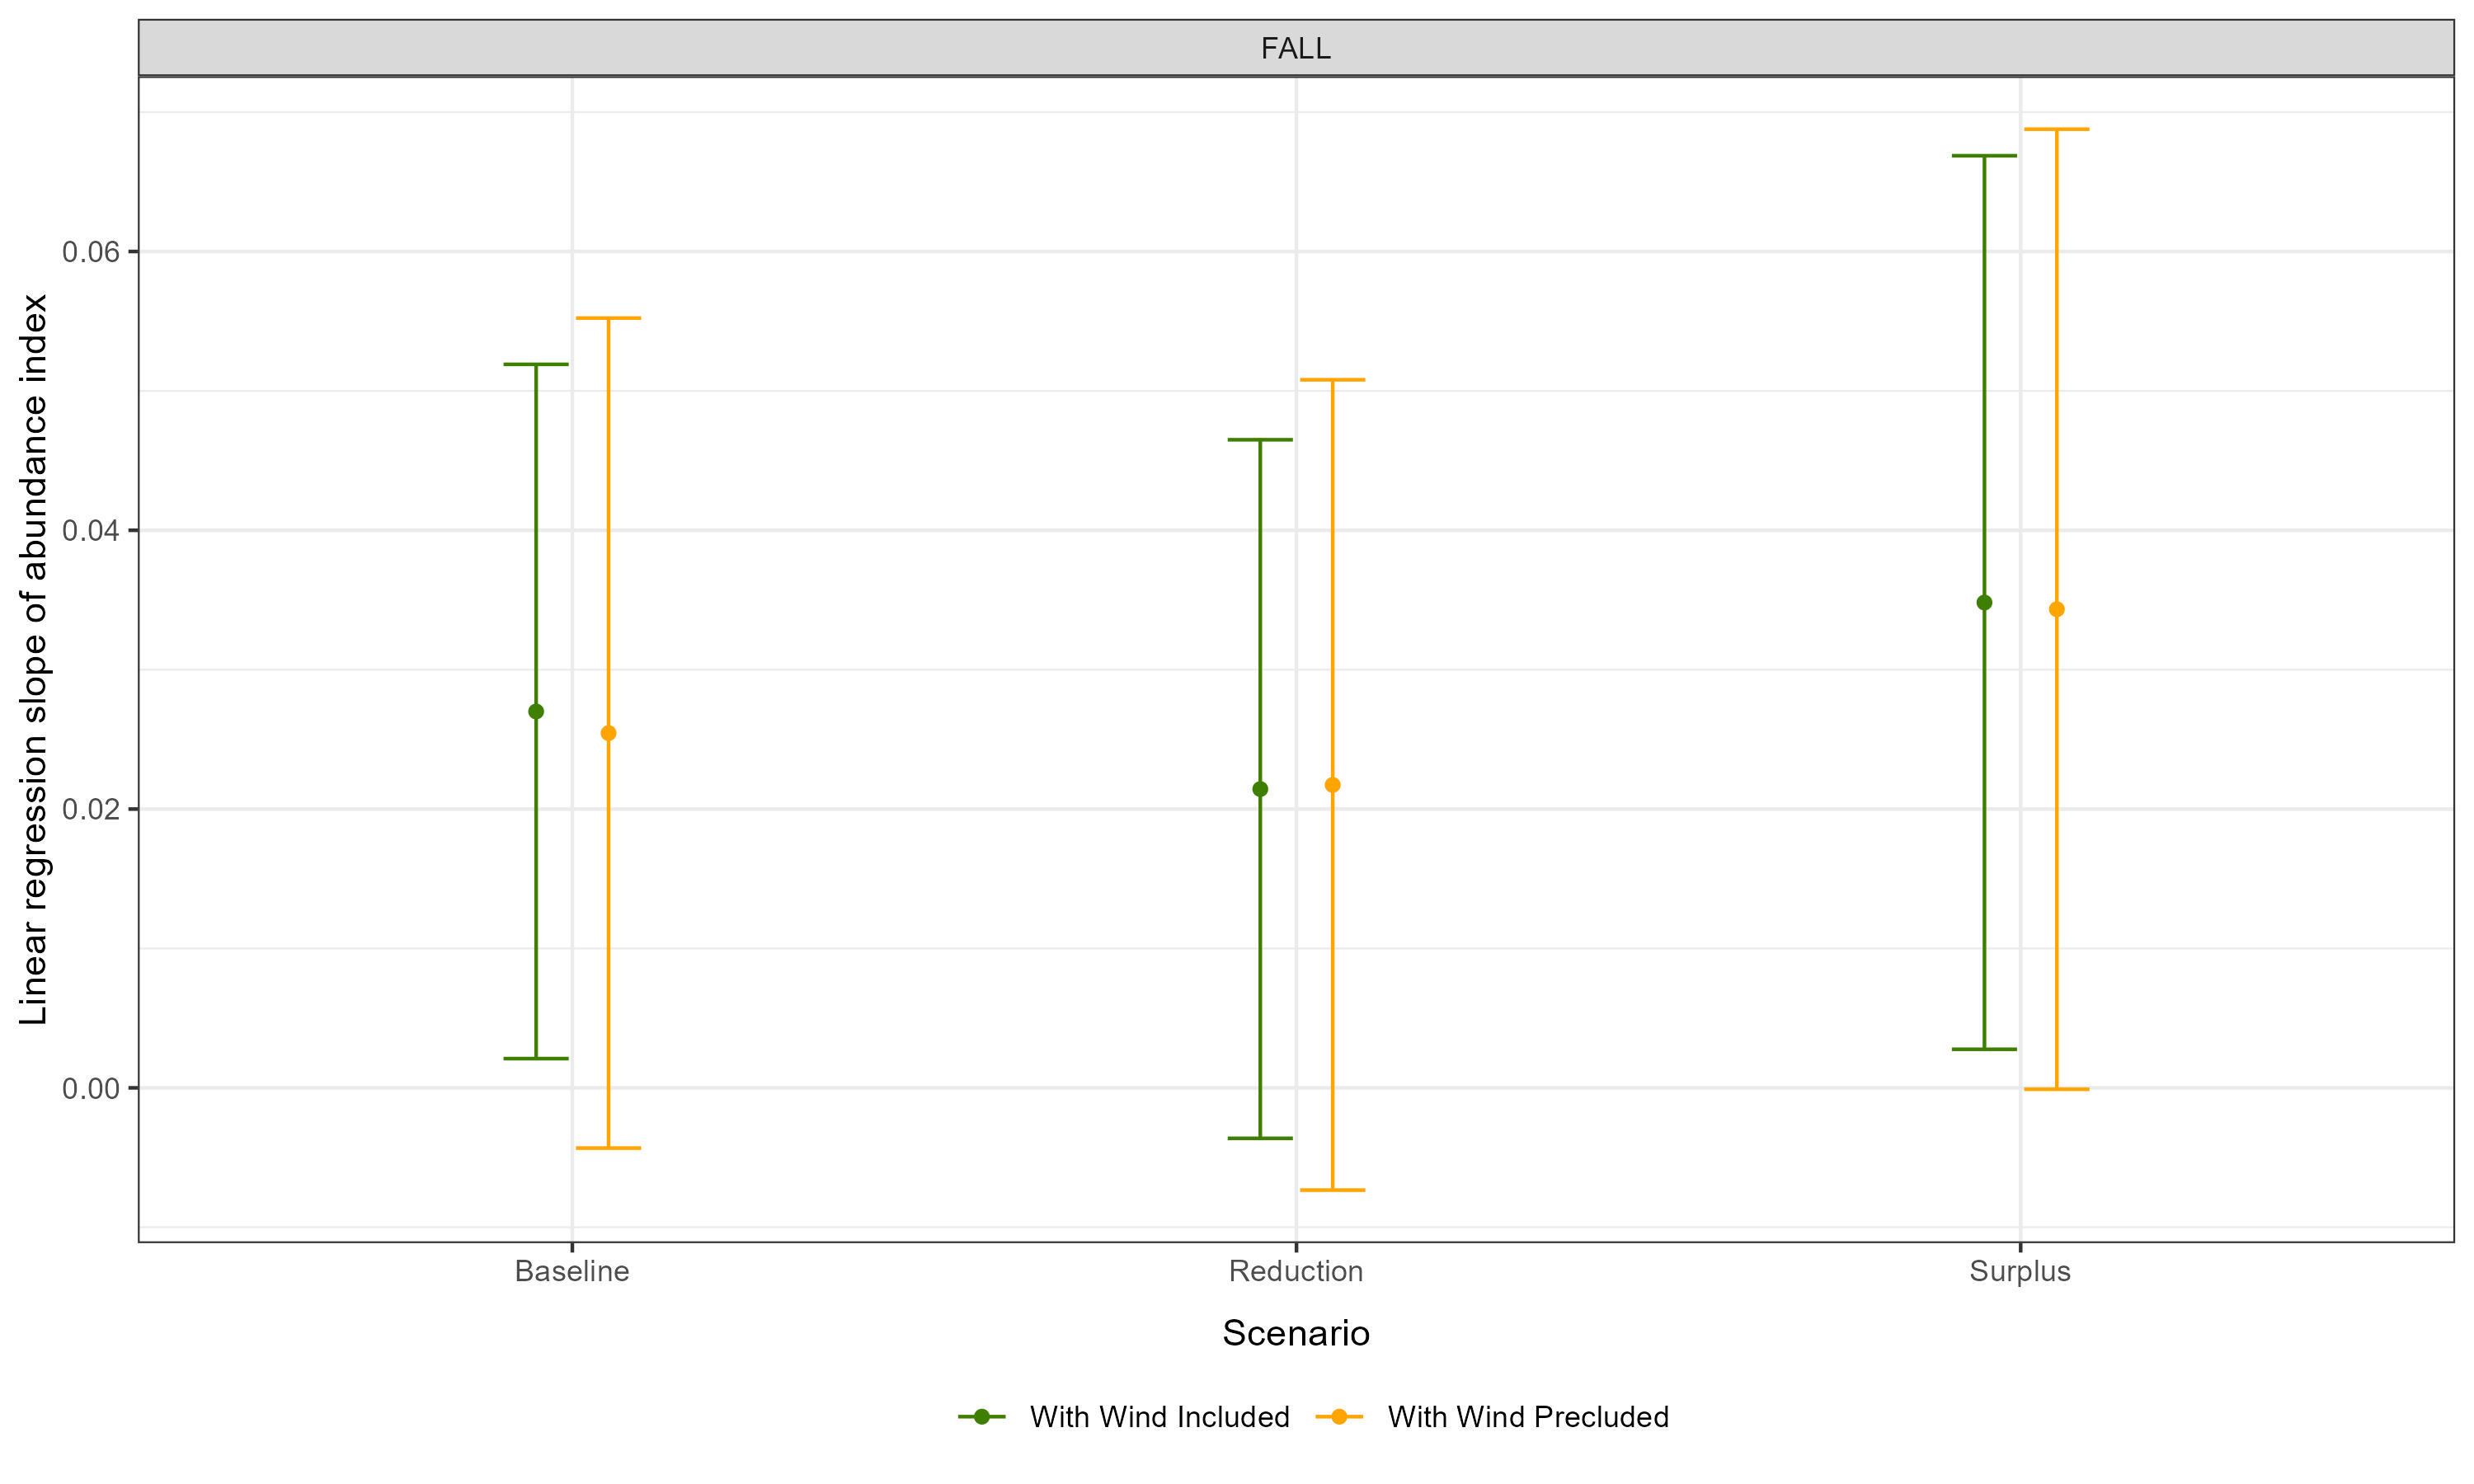 FALL
Linear regression slope of abundance index
0.06
0.04
0.02
0.00
Baseline Reduction Surplus
Scenario
With Wind Included With Wind Precluded